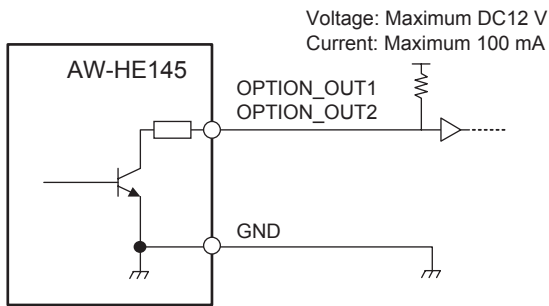 Voltage: Maximum DC12 V
Current: Maximum 100 mA
AW-HE145
OPTION_OUT1
OPTION_OUT2
GND